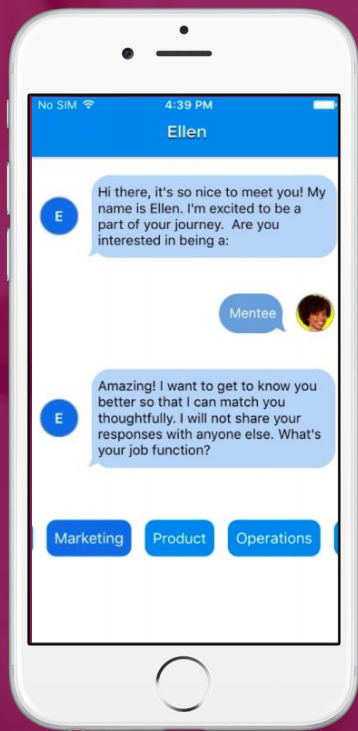 No SIM 4:39 PM
Ellen
Hi there, it's so nice to meet you! My
name is Ellen. I'm excited to be a
part of your journey.  Are you
interested in being a:
E
Mentee
Amazing! I want to get to know you
better so that I can match you
thoughtfully. I will not share your
responses with anyone else. What's
your job function?
E
Marketing Product Operations